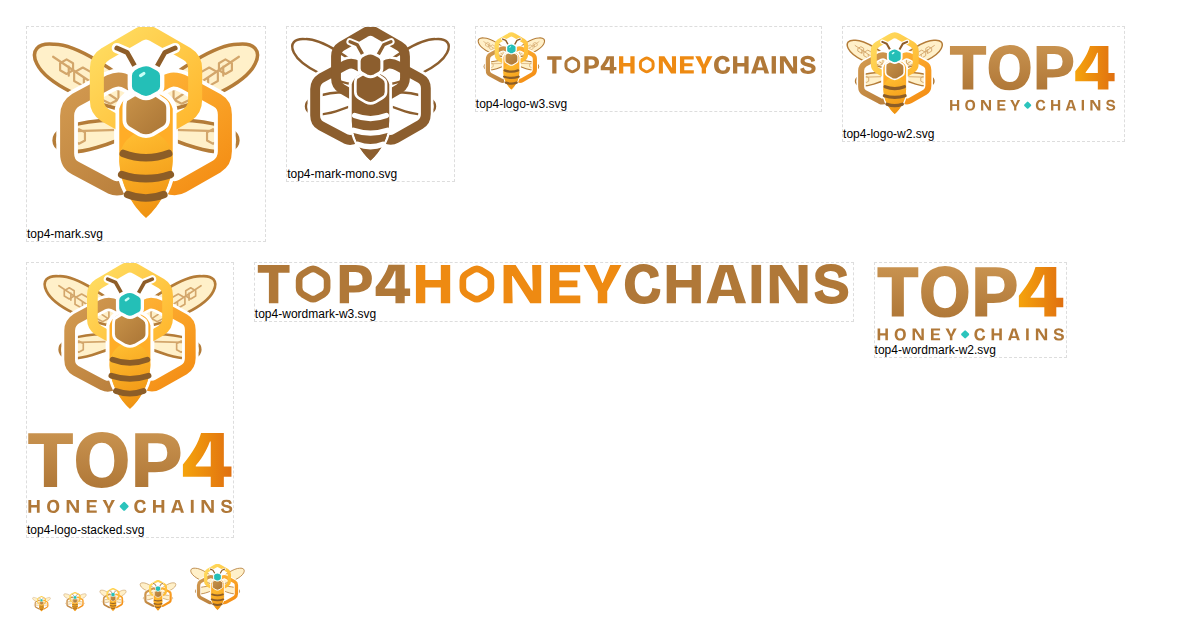 top4-mark.svg
top4-mark-mono.svg
TOP4HONEYCHAINS
top4-logo-w3.svg
TOP4
HONEY◆CHAINS
top4-logo-w2.svg
TOP4
HONEY◆CHAINS
top4-logo-stacked.svg
TOP4HONEYCHAINS
top4-wordmark-w3.svg
TOP4
HONEY◆CHAINS
top4-wordmark-w2.svg